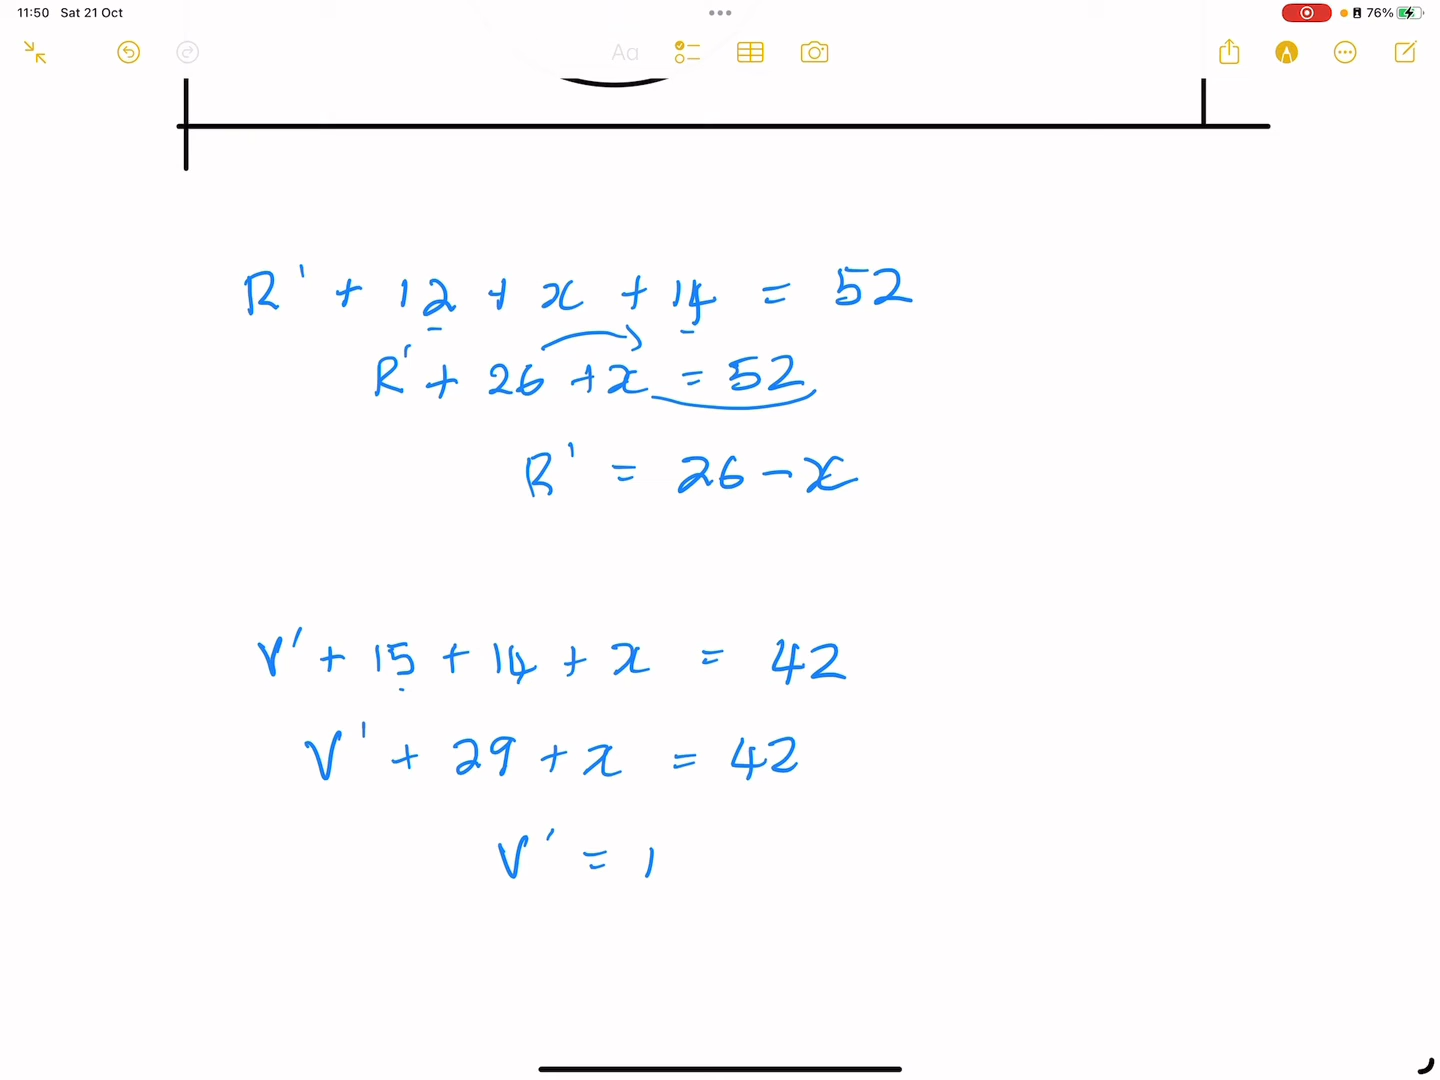 11:50 Sat 21 Oct 76%
Aa
R' + 12 + x + 14 = 52
R' + 26 + x = 52
R' = 26 - x
V' + 15 + 14 + x = 42
V' + 29 + x = 42
V' = 1